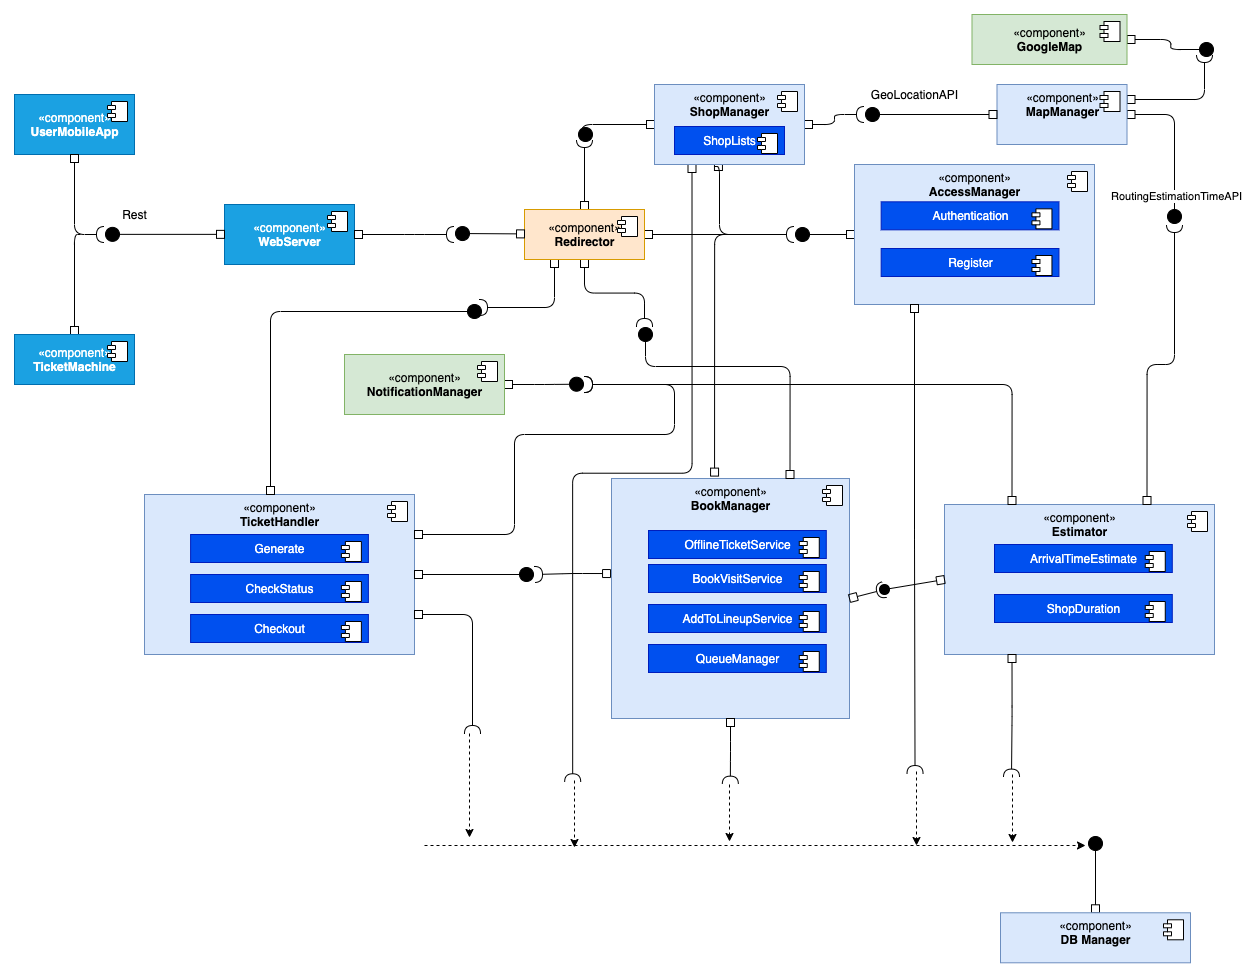 «component»
GoogleMap
«component»
UserMobileApp
«component»
ShopManager
ShopLists
GeoLocationAPI
«component»
MapManager
«component»
AccessManager
Authentication
Register
RoutingEstimationTimeAPI
Rest
«component»
WebServer
«component»
Redirector
«component»
TicketMachine
«component»
NotificationManager
«component»
TicketHandler
Generate
CheckStatus
Checkout
«component»
BookManager
OfflineTicketService
BookVisitService
AddToLineupService
QueueManager
«component»
Estimator
ArrivalTimeEstimate
ShopDuration
«component»
DB Manager